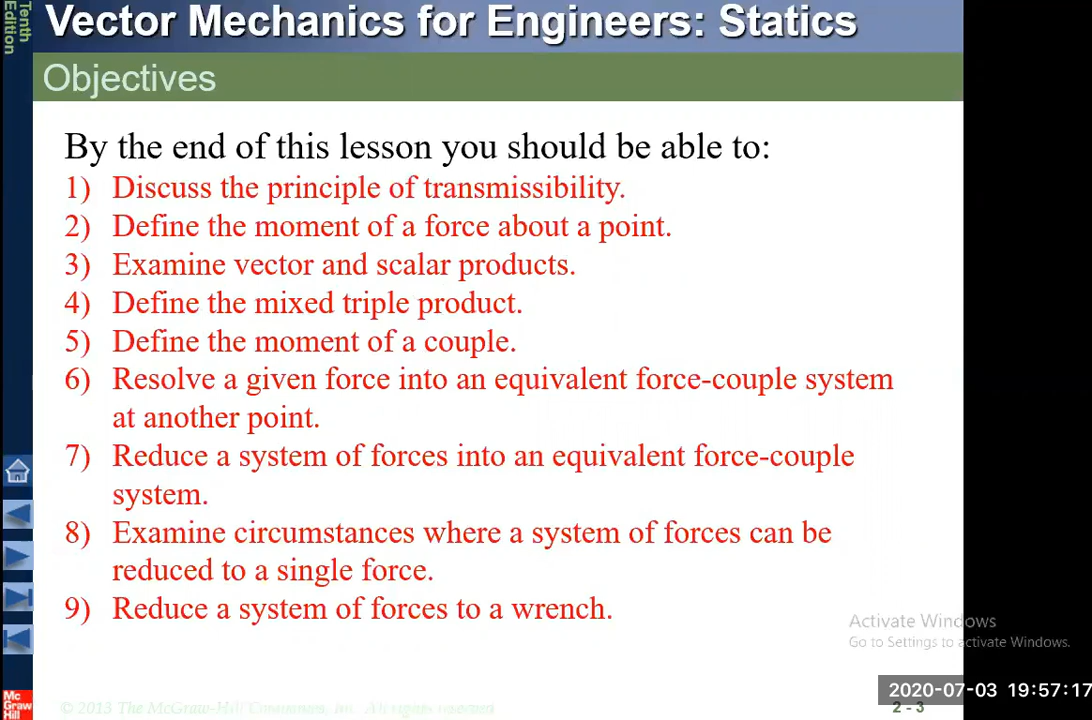 Tenth
Edition
Vector Mechanics for Engineers: Statics
Objectives
By the end of this lesson you should be able to:
1) Discuss the principle of transmissibility.
2) Define the moment of a force about a point.
3) Examine vector and scalar products.
4) Define the mixed triple product.
5) Define the moment of a couple.
6) Resolve a given force into an equivalent force-couple system
at another point.
7) Reduce a system of forces into an equivalent force-couple
system.
8) Examine circumstances where a system of forces can be
reduced to a single force.
9) Reduce a system of forces to a wrench.
Activate Windows
Go to Settings to activate Windows.
2020-07-03 19:57:17
Mc
Graw
Hill
© 2013 The McGraw-Hill Companies, Inc. All rights reserved
2 - 3